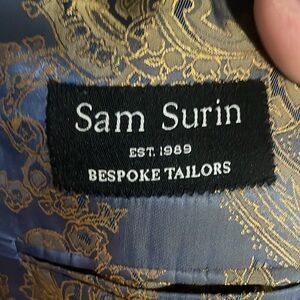 Sam Surin
EST. 1989
BESPOKE TAILORS